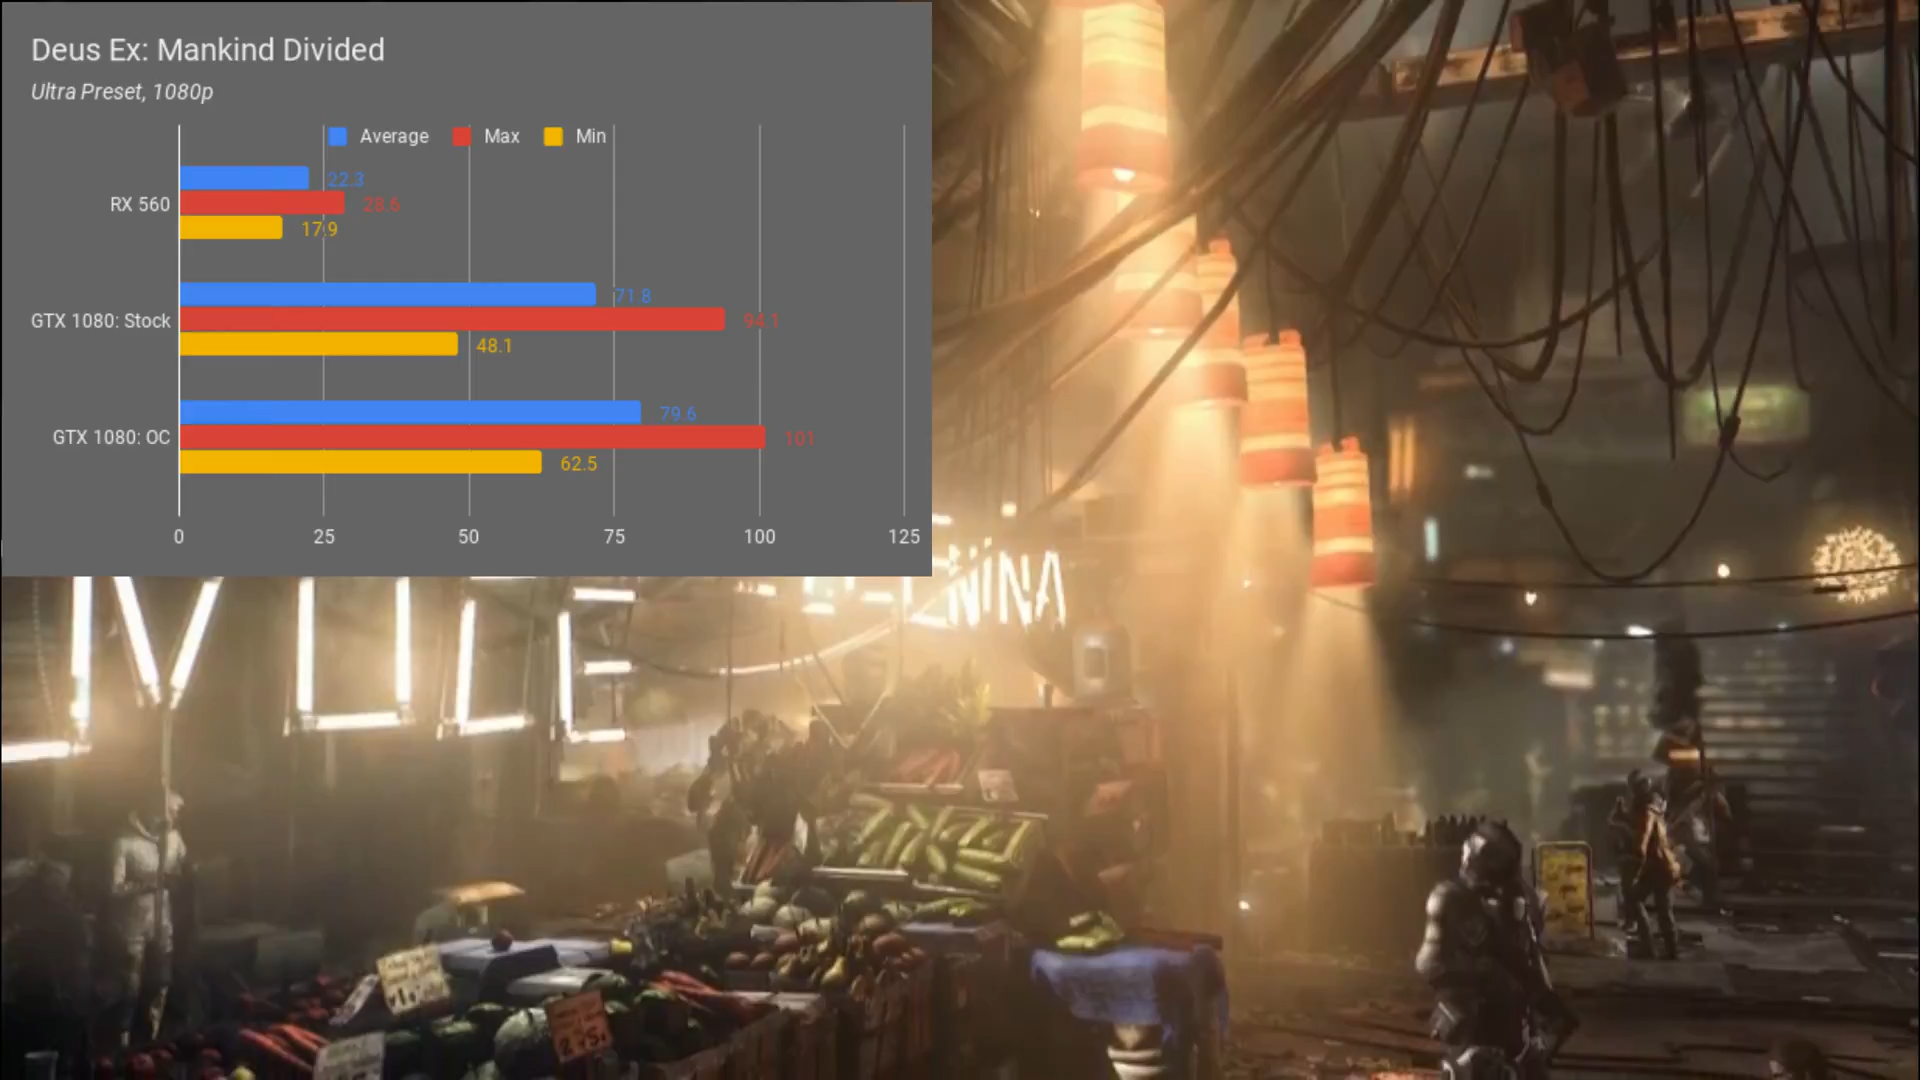 Deus Ex: Mankind Divided
Ultra Preset, 1080p
Average Max Min
22.3
RX 560 28.6
17.9
71.8
GTX 1080: Stock 94.1
48.1
79.6
GTX 1080: OC 101
62.5
0 25 50 75 100 125